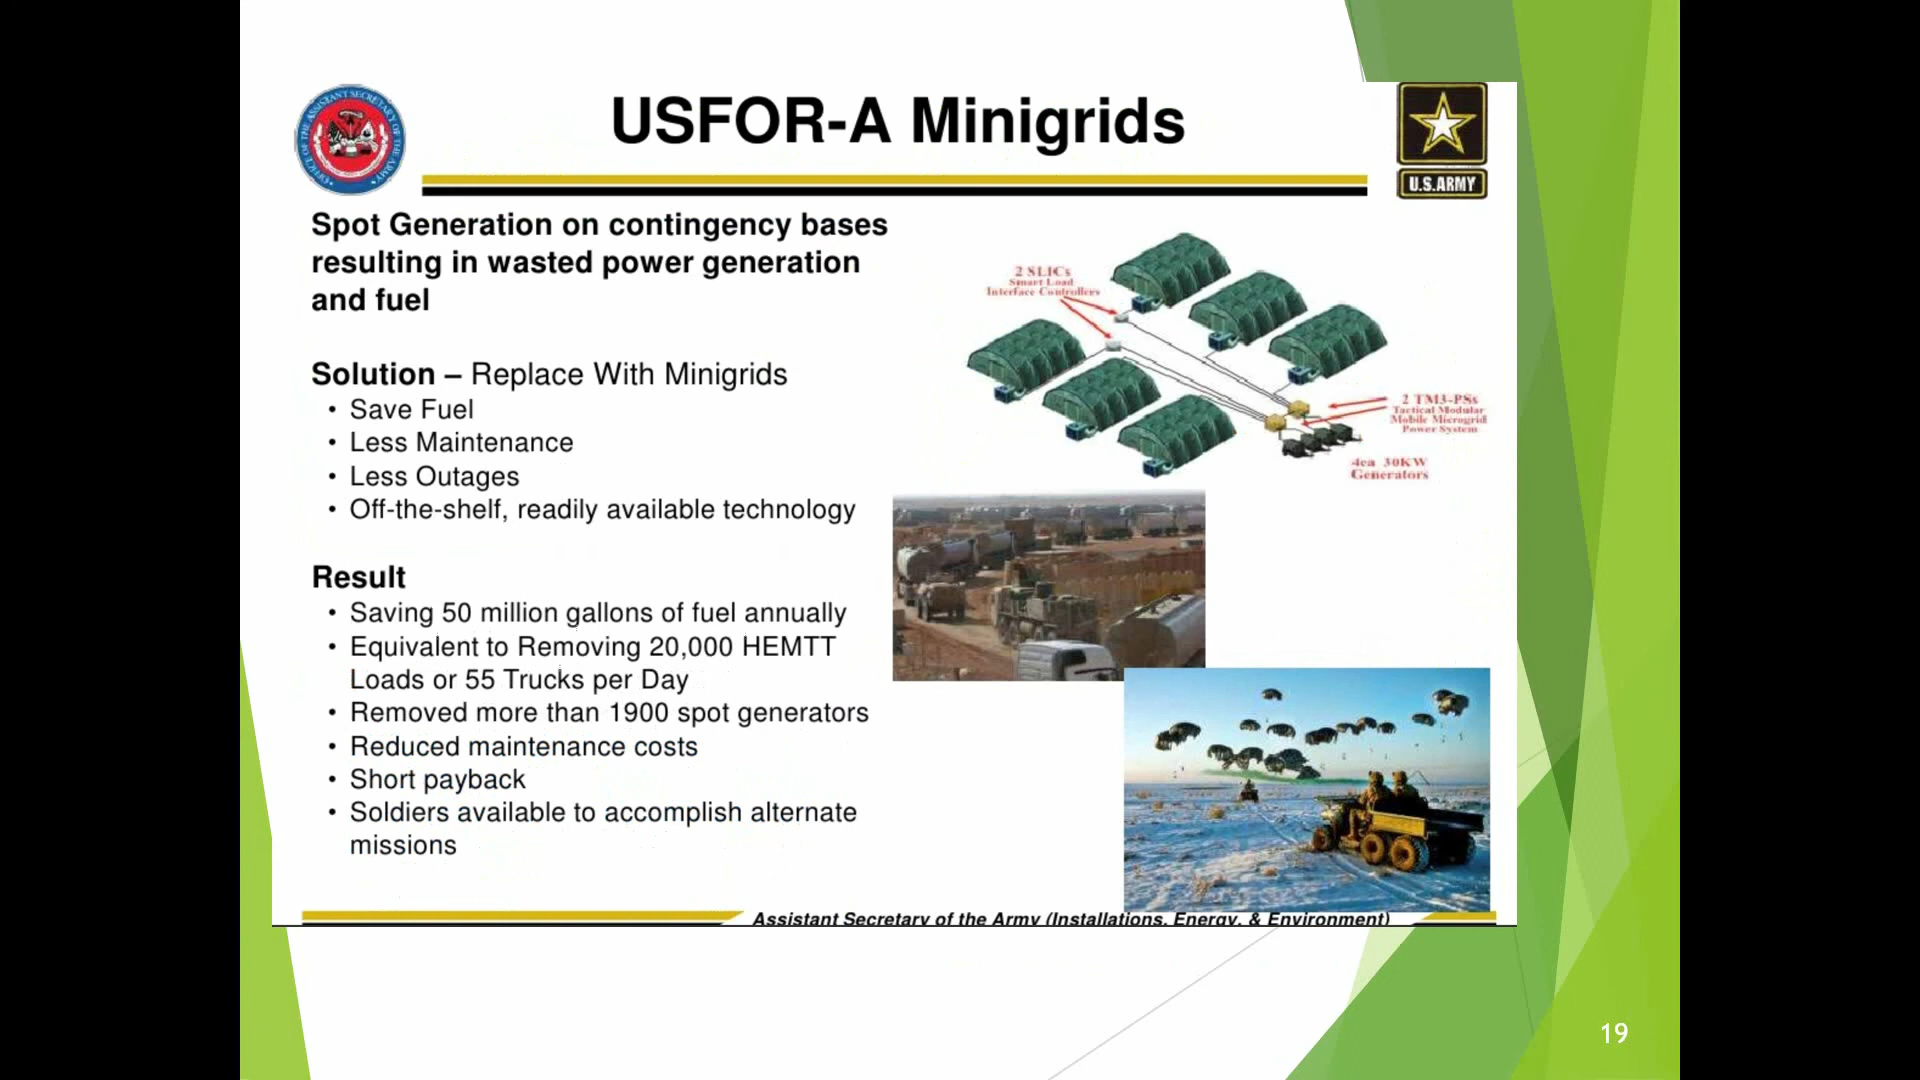 USFOR-A Minigrids
U.S.ARMY
Spot Generation on contingency bases
resulting in wasted power generation
and fuel
Solution – Replace With Minigrids
• Save Fuel
• Less Maintenance
• Less Outages
• Off-the-shelf, readily available technology
Result
• Saving 50 million gallons of fuel annually
• Equivalent to Removing 20,000 HEMTT
Loads or 55 Trucks per Day
• Removed more than 1900 spot generators
• Reduced maintenance costs
• Short payback
• Soldiers available to accomplish alternate
missions
2 SLICs
Smart Load
Interface Controllers
2 TM3-PSs
Tactical Modular
Mobile Microgrid
Power System
4ea 30KW
Generators
Assistant Secretary of the Army (Installations, Energy, & Environment)
19